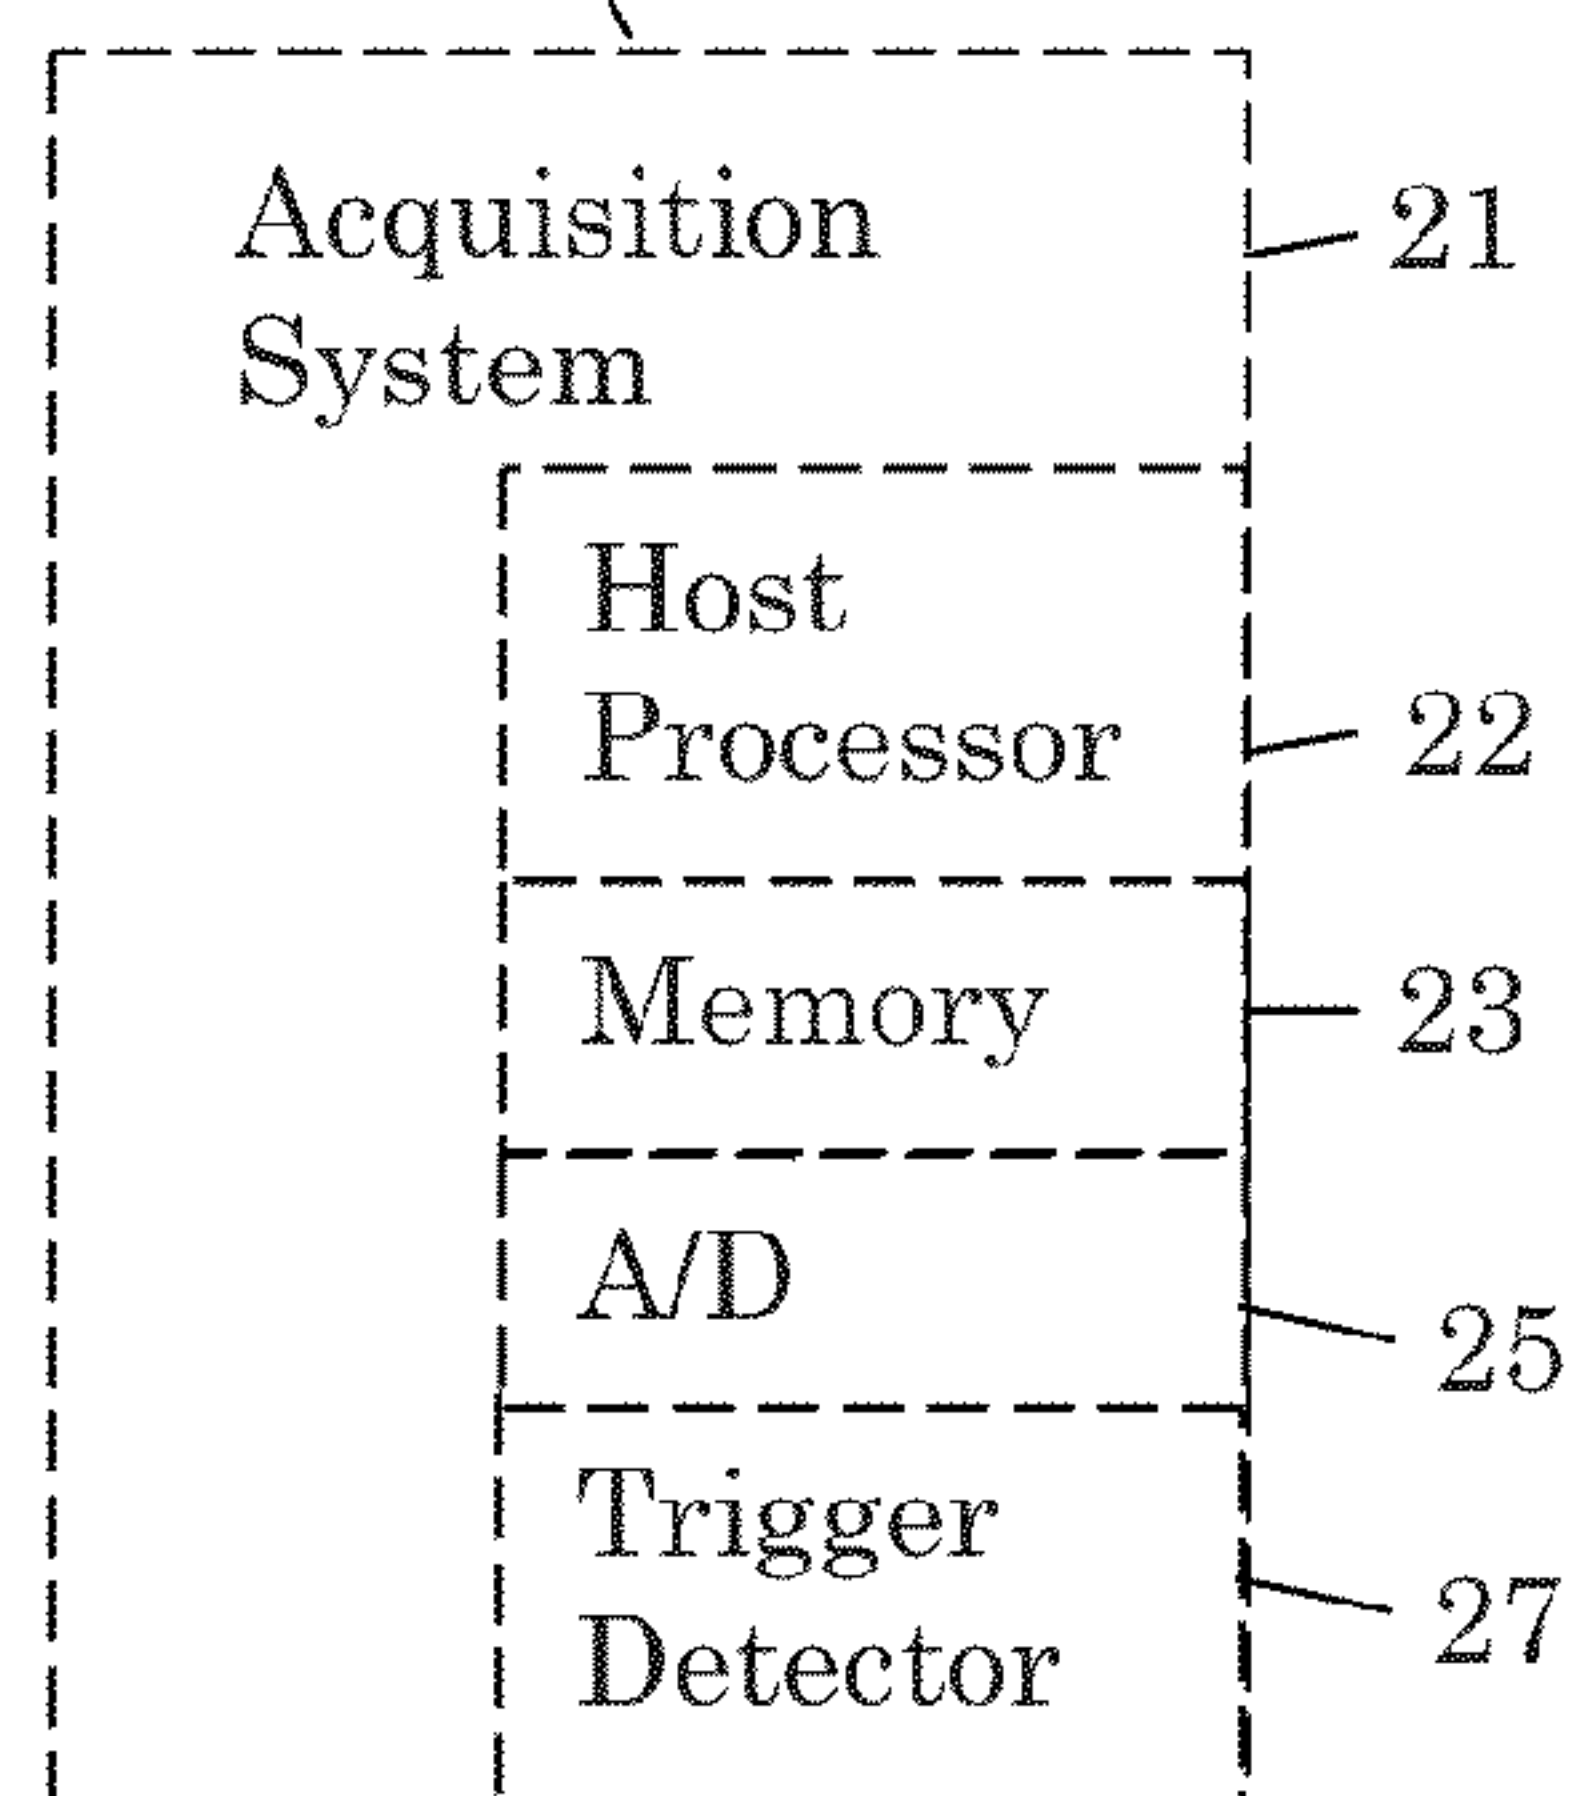 Acquisition 21
System
Host
Processor 22
Memory 23
A/D
25
Trigger
27
Detector